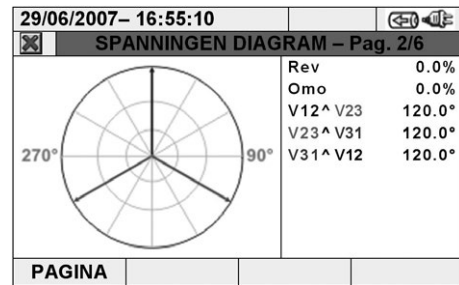 29/06/2007– 16:55:10
SPANNINGEN DIAGRAM – Pag. 2/6
Rev 0.0%
Omo 0.0%
V12^V23 120.0°
V23^V31 120.0°
V31^V12 120.0°
270° 90°
PAGINA